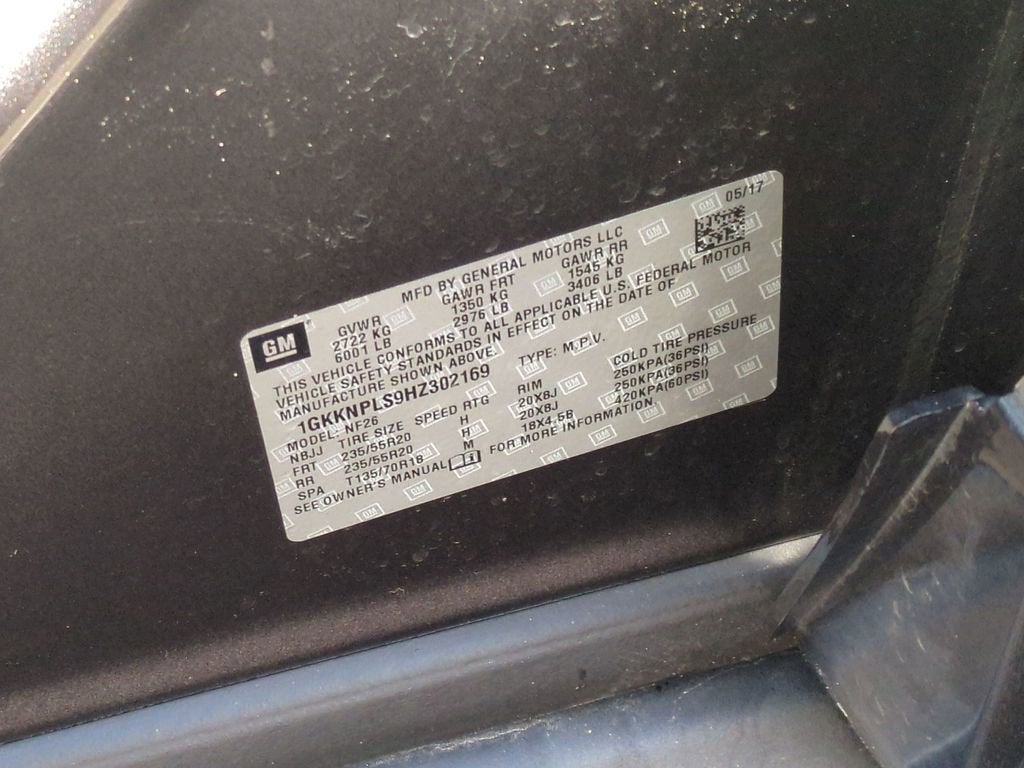 05/17
GM
MFD BY GENERAL MOTORS LLC
GVWR GAWR FRT GAWR RR
2722 KG 1350 KG 1545 KG
6001 LB 2976 LB 3406 LB
THIS VEHICLE CONFORMS TO ALL APPLICABLE U.S. FEDERAL MOTOR
VEHICLE SAFETY STANDARDS IN EFFECT ON THE DATE OF
MANUFACTURE SHOWN ABOVE.
1GKKNPLS9HZ302169 TYPE: M.P.V.
MODEL: NF26
NBJJ TIRE SIZE SPEED RTG RIM COLD TIRE PRESSURE
FRT 235/55R20 H 20X8J 250KPA(36PSI)
RR 235/55R20 H 20X8J 250KPA(36PSI)
SPA T135/70R18 M 18X4.5B 420KPA(60PSI)
SEE OWNER'S MANUAL FOR MORE INFORMATION